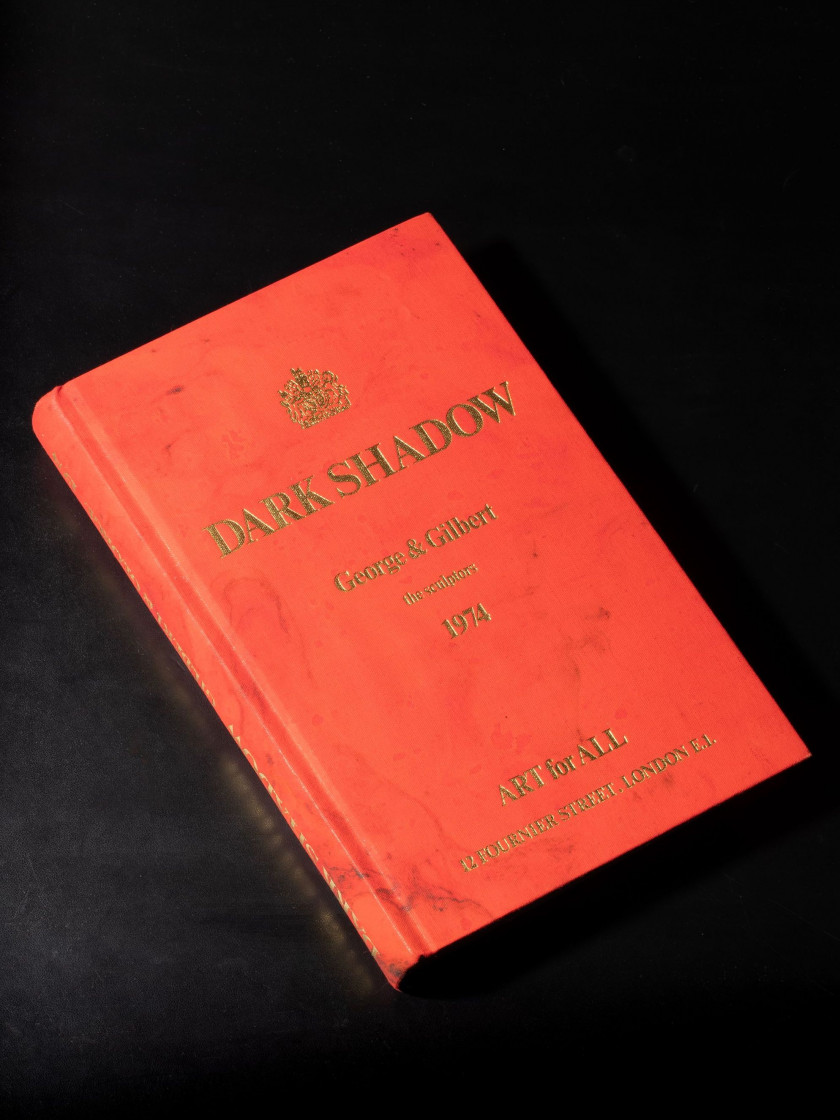 DARK SHADOW
George & Gilbert
the sculptors
1974
ART for ALL
12 FOURNIER STREET, LONDON E.1.